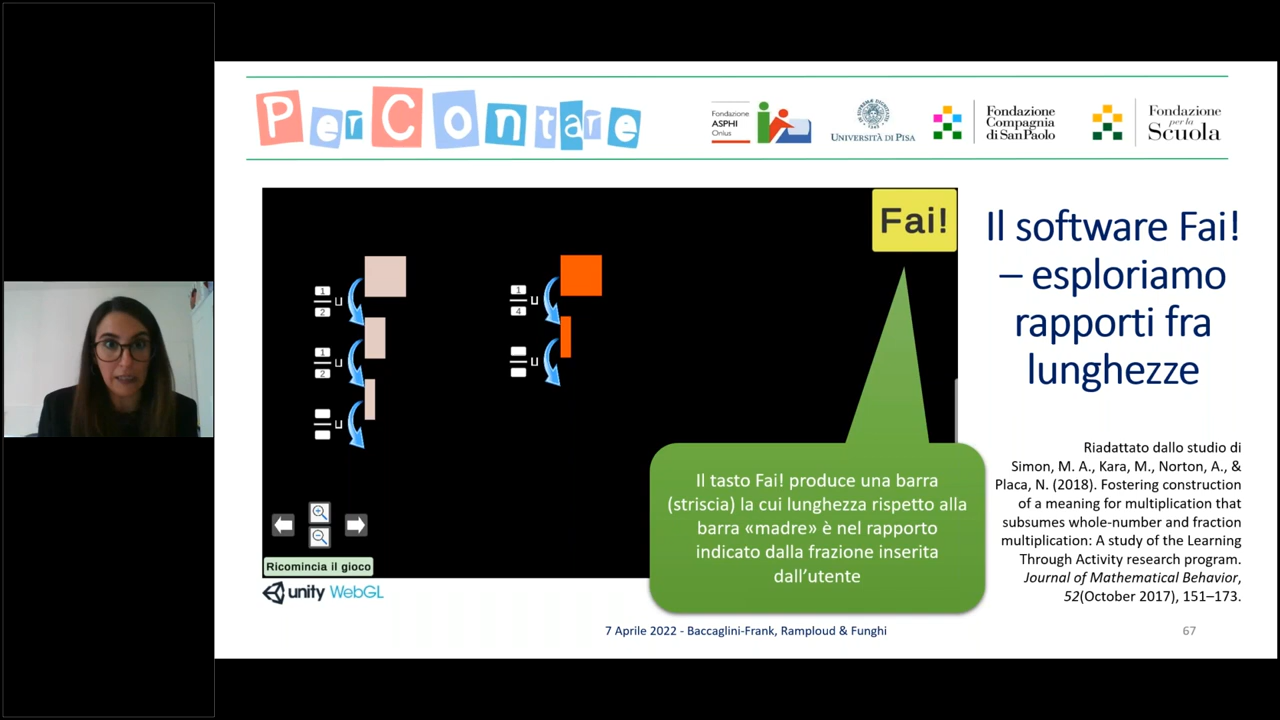 PerContare
Fondazione
ASPHI
Onlus
UNIVERSITÀ DI PISA
Fondazione
Compagnia
di San Paolo
Fondazione
per la
Scuola
Fai!
1
2
u
1
2
u
u
1
4
u
u
Ricomincia il gioco
unity WebGL
Il tasto Fai! produce una barra
(striscia) la cui lunghezza rispetto alla
barra «madre» è nel rapporto
indicato dalla frazione inserita
dall'utente
Il software Fai!
– esploriamo
rapporti fra
lunghezze
Riadattato dallo studio di
Simon, M. A., Kara, M., Norton, A., &
Placa, N. (2018). Fostering construction
of a meaning for multiplication that
subsumes whole-number and fraction
multiplication: A study of the Learning
Through Activity research program.
Journal of Mathematical Behavior,
52(October 2017), 151–173.
7 Aprile 2022 - Baccaglini-Frank, Ramploud & Funghi
67